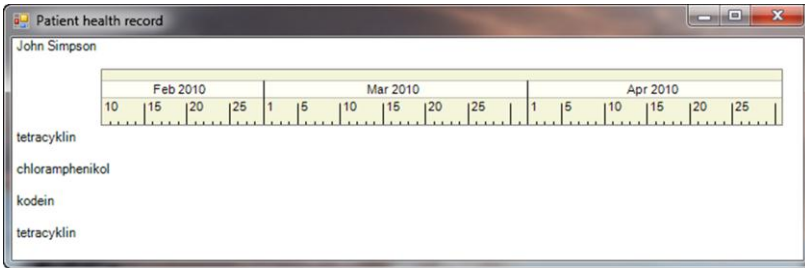 Patient health record
John Simpson
Feb 2010 Mar 2010 Apr 2010
10 15 20 25 1 5 10 15 20 25 1 5 10 15 20 25
tetracyklin
chloramphenikol
kodein
tetracyklin